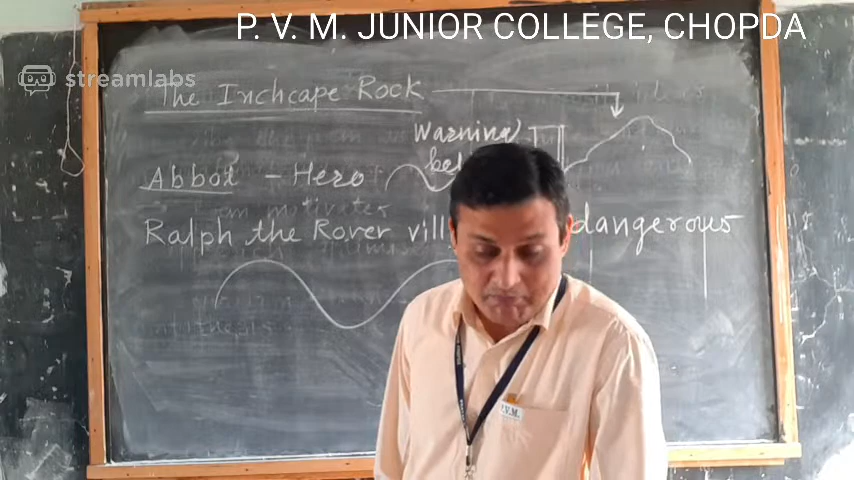 P. V. M. JUNIOR COLLEGE, CHOPDA
streamlabs
The Inchcape Rock
Warning
bel
Abbot - Hero
Ralph the Rover vill dangerous
P.V.M.